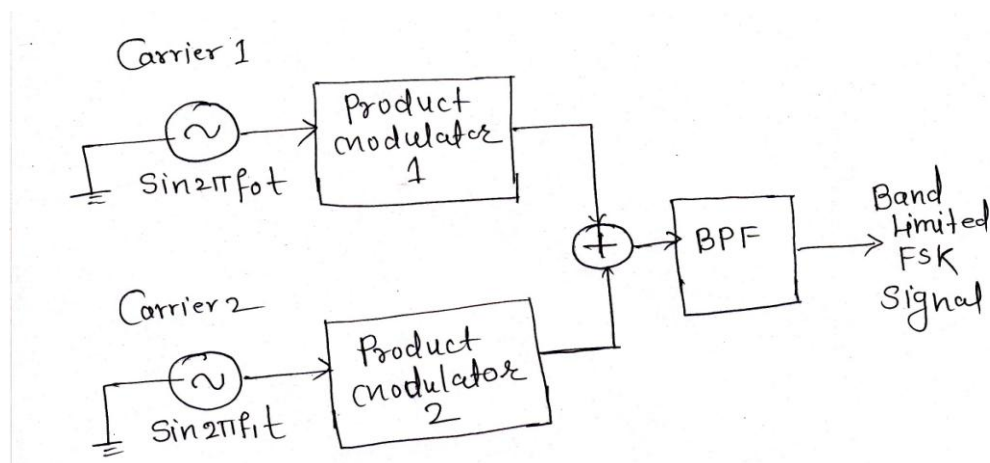 Carrier 1
Product
modulator
1
Sin2πf0t
+
BPF
Band
Limited
FSK
Signal
Carrier 2
Product
modulator
2
Sin2πf1t